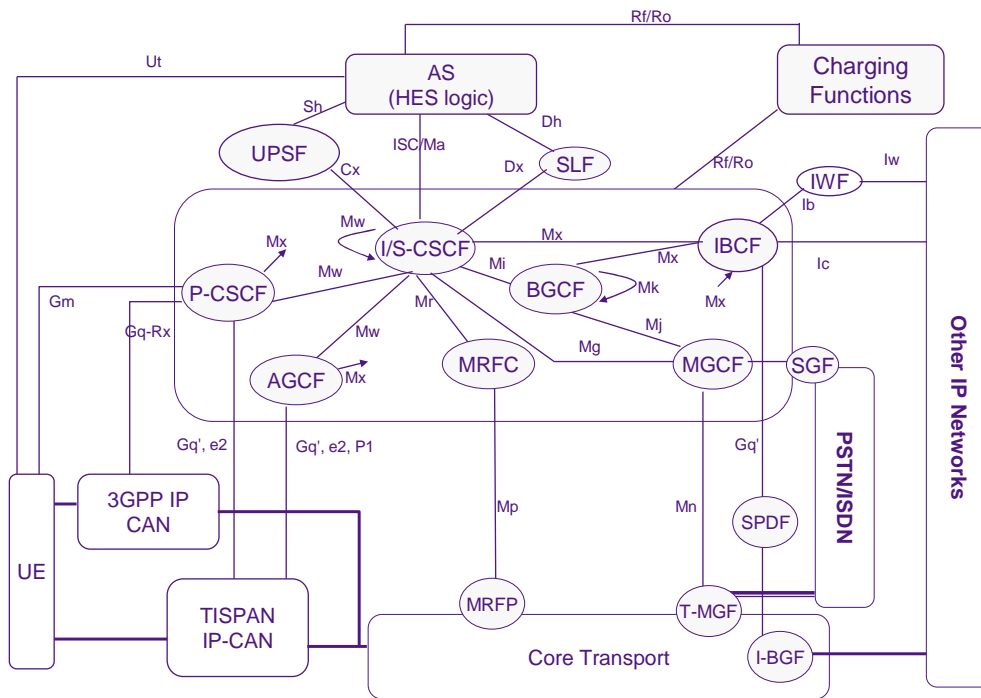 Rf/Ro
Ut
AS
(HES logic)
Charging
Functions
Sh
ISC/Ma
Dh
UPSF
SLF
Cx
Dx
Rf/Ro
IWF
Iw
Ib
Mw
I/S-CSCF
Mx
IBCF
Mx
Mw
Mi
Mx
Ic
P-CSCF
BGCF
Mk
Mx
Gm
Mr
Gq-Rx
Mw
Mj
Mg
AGCF
Mx
MRFC
MGCF
SGF
Other IP Networks
PSTN/ISDN
Gq', e2
Gq', e2, P1
Gq'
3GPP IP
CAN
Mp
Mn
SPDF
UE
TISPAN
IP-CAN
MRFP
T-MGF
Core Transport
I-BGF